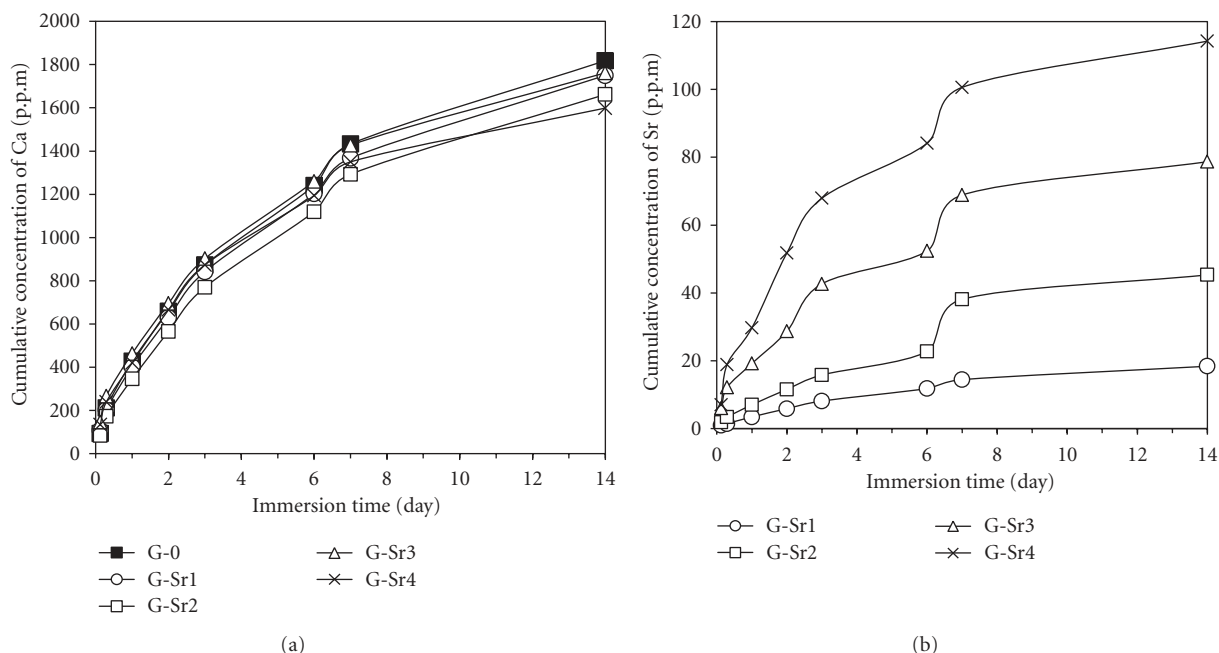 2000
1800
1600
1400
1200
1000
800
600
400
200
0
Cumulative concentration of Ca (p.p.m)
0 2 4 6 8 10 12 14
Immersion time (day)
G-0
G-Sr1
G-Sr2
G-Sr3
G-Sr4
(a)
120
100
80
60
40
20
0
Cumulative concentration of Sr (p.p.m)
0 2 4 6 8 10 12 14
Immersion time (day)
G-Sr1
G-Sr2
G-Sr3
G-Sr4
(b)